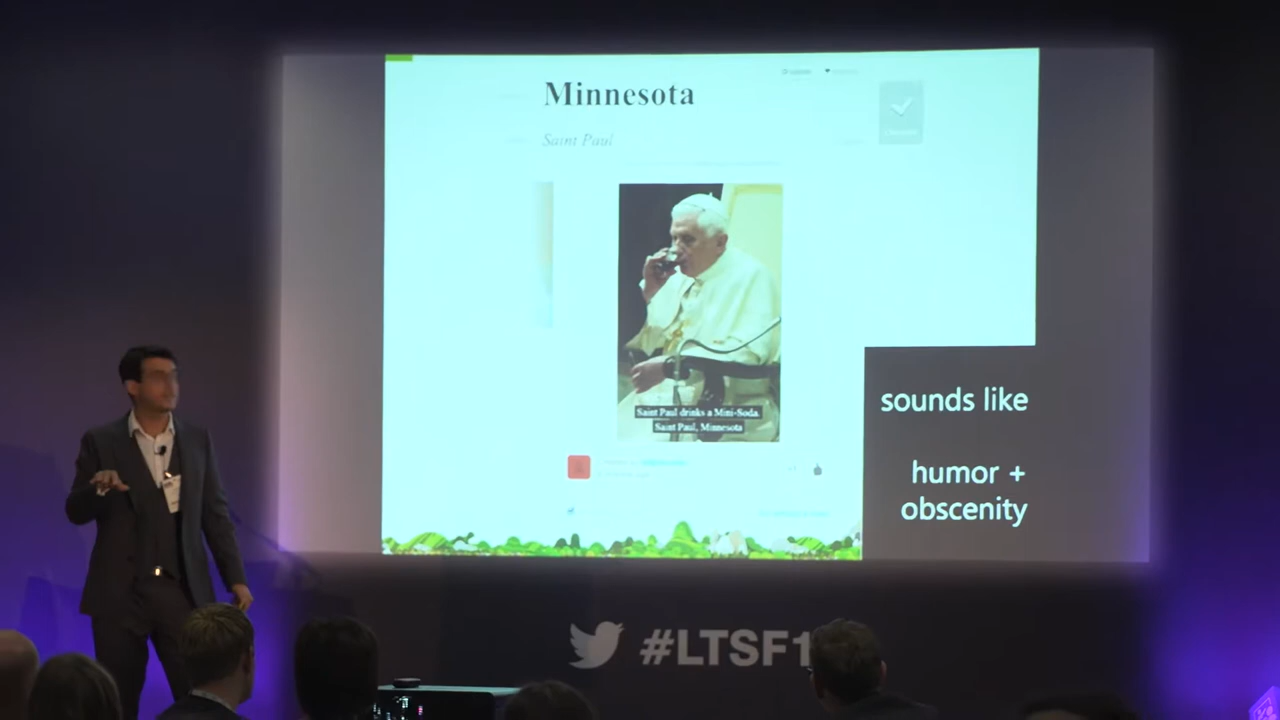 Minnesota
Saint Paul
Saint Paul drinks a Mini-Soda.
Saint Paul, Minnesota
sounds like
humor +
obscenity
#LTSF1